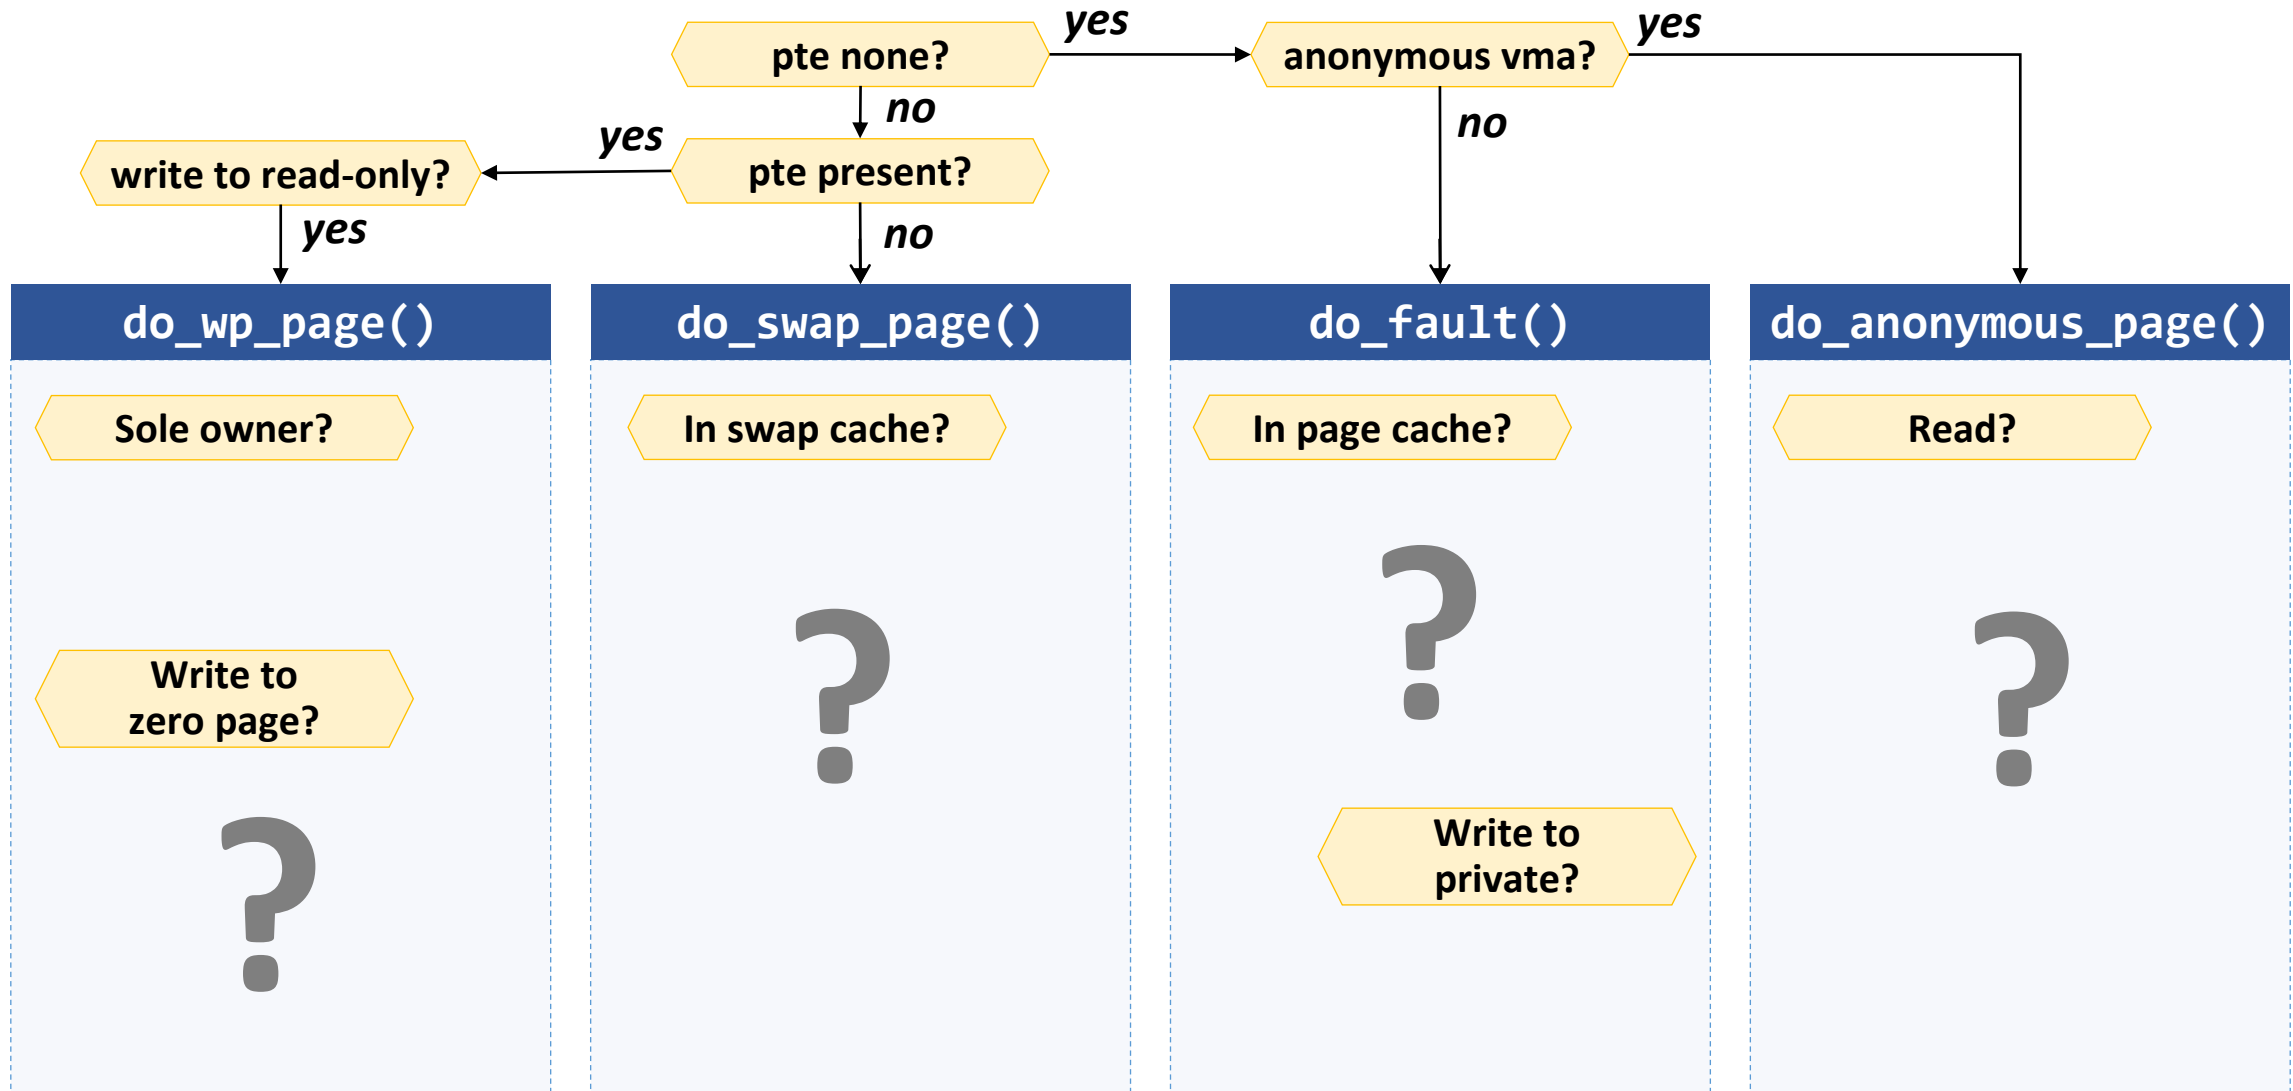 pte none?
yes
anonymous vma?
yes
no
no
write to read-only?
yes
pte present?
yes
no
do_wp_page()
do_swap_page()
do_fault()
do_anonymous_page()
Sole owner?
In swap cache?
In page cache?
Read?
?
?
?
Write to
zero page?
Write to
private?
?